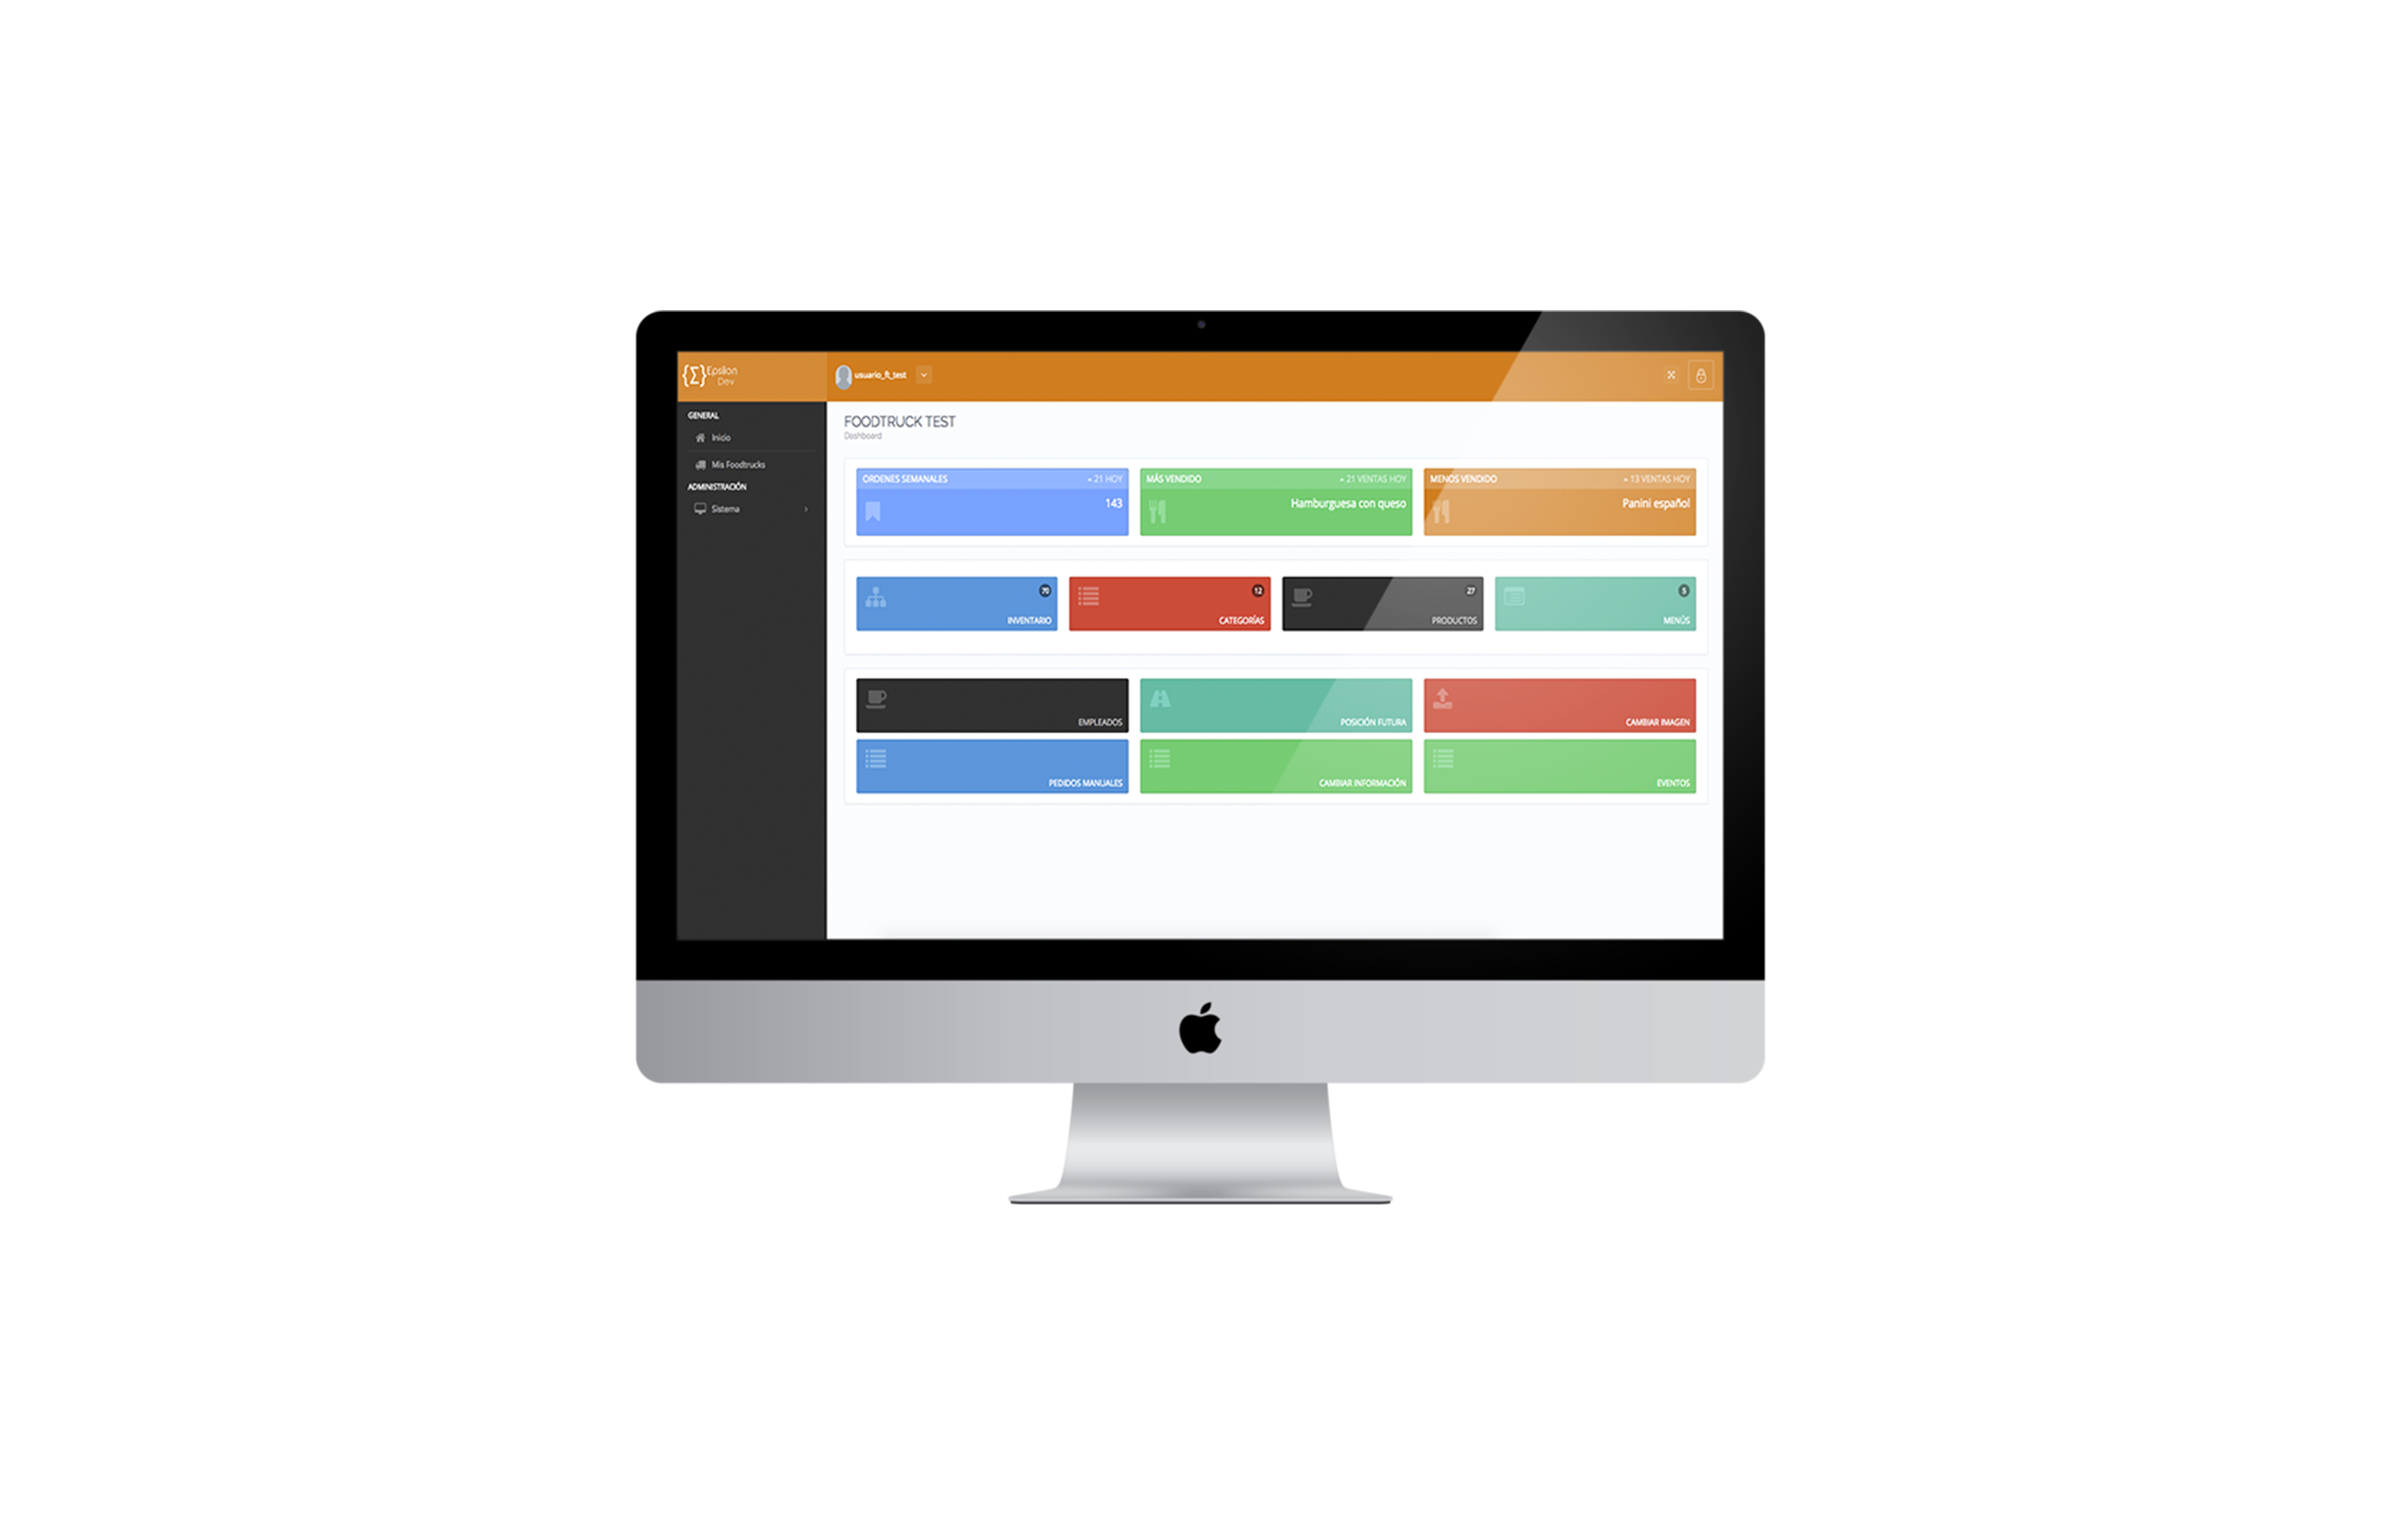 {Σ} Epsilon
Dev
usuario_ft_test
GENERAL
Inicio
Mis Foodtrucks
ADMINISTRACIÓN
Sistema
FOODTRUCK TEST
Dashboard
ORDENES SEMANALES 21 HOY
143
MÁS VENDIDO 21 VENTAS HOY
Hamburguesa con queso
MENOS VENDIDO 13 VENTAS HOY
Panini español
70
INVENTARIO
12
CATEGORÍAS
27
PRODUCTOS
5
MENÚS
EMPLEADOS
POSICIÓN FUTURA
CAMBIAR IMAGEN
PEDIDOS MANUALES
CAMBIAR INFORMACIÓN
EVENTOS